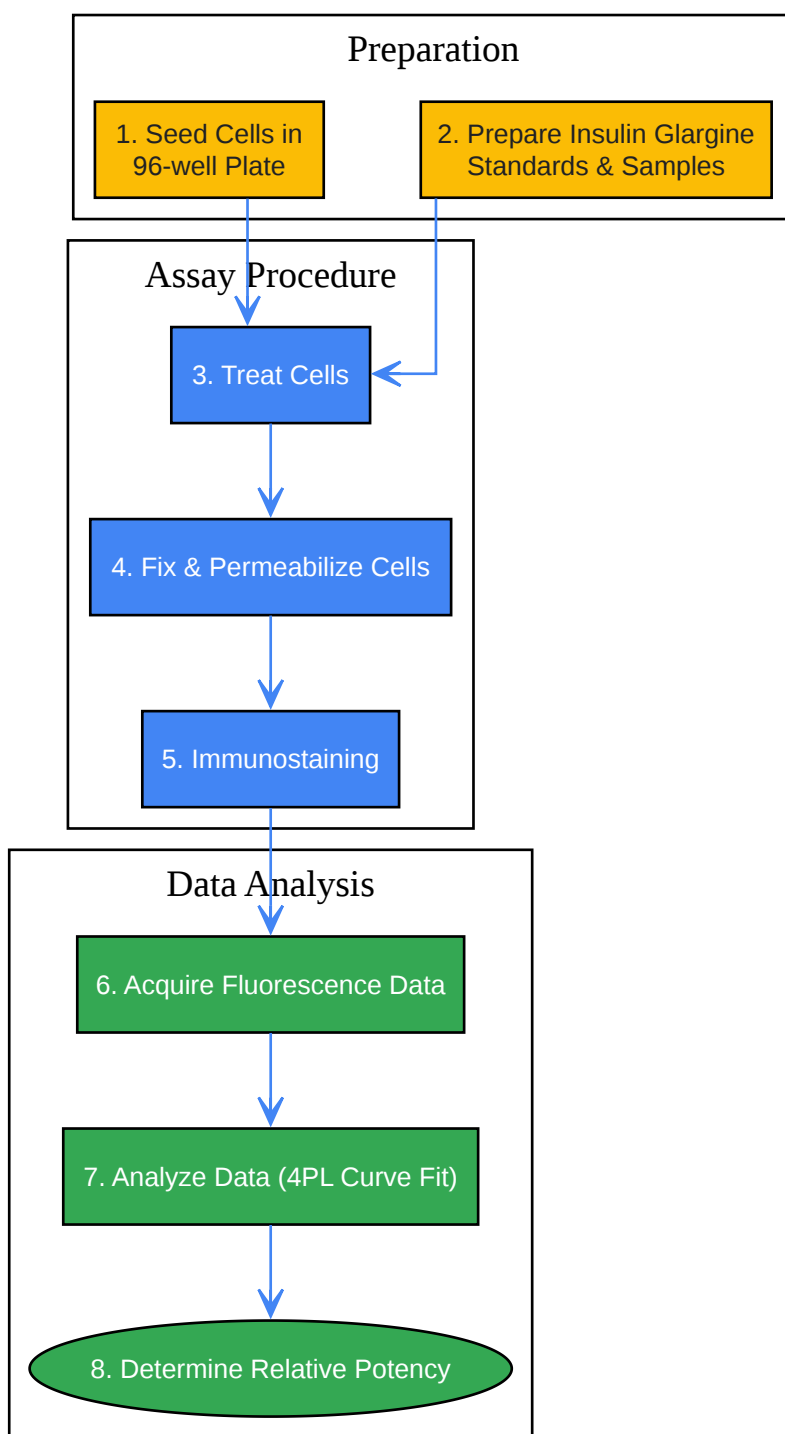 Preparation
1. Seed Cells in
96-well Plate
2. Prepare Insulin Glargine
Standards & Samples
Assay Procedure
3. Treat Cells
4. Fix & Permeabilize Cells
5. Immunostaining
Data Analysis
6. Acquire Fluorescence Data
7. Analyze Data (4PL Curve Fit)
8. Determine Relative Potency